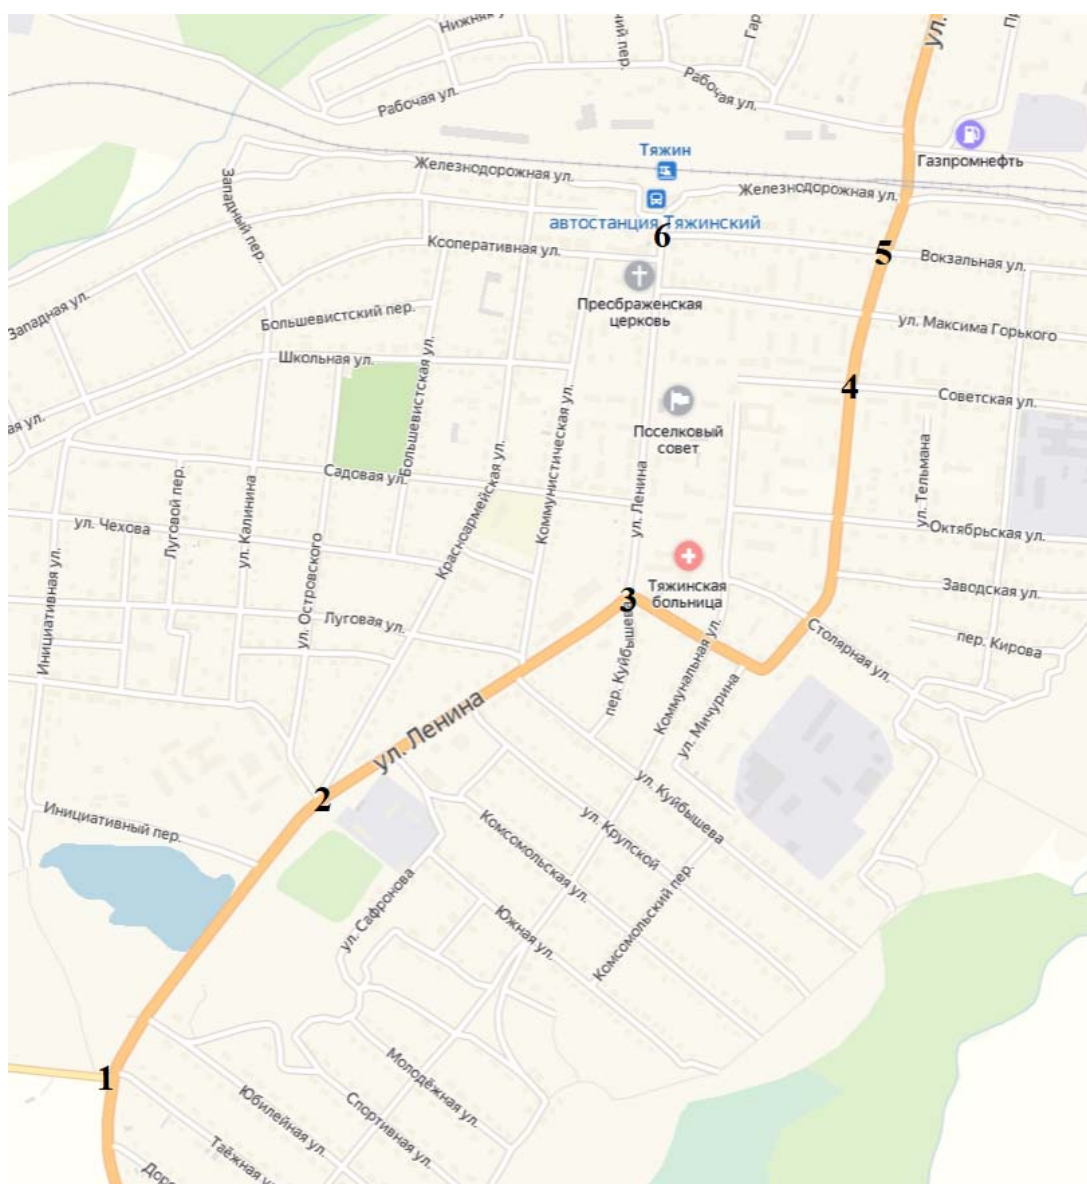 Нижняя
Рабочая ул.
Рабочая ул.
ул.
Газпромнефть
Тяжин
Железнодорожная ул.
Железнодорожная ул.
автостанция Тяжинский
Западный пер.
Кооперативная ул.
6
5
Вокзальная ул.
Преображенская
церковь
Западная ул.
Большевистский пер.
ул. Максима Горького
Школьная ул.
4
Советская ул.
ая ул.
Большевистская ул.
Поселковый
совет
Коммунистическая ул.
Красноармейская ул.
ул. Ленина
ул. Тельмана
Садовая ул.
Луговой пер.
ул. Калинина
ул. Чехова
Октябрьская ул.
ул. Островского
Инициативная ул.
Тяжинская
больница
3
Заводская ул.
Луговая ул.
Столярная ул.
пер. Кирова
пер. Куйбышева
Коммунальная ул.
ул. Мичурина
ул. Ленина
2
Инициативный пер.
ул. Куйбышева
ул. Крупской
Комсомольская ул.
Комсомольский пер.
ул. Сафронова
Южная ул.
1
Молодёжная ул.
Юбилейная ул.
Спортивная ул.
Таёжная ул.
Доро